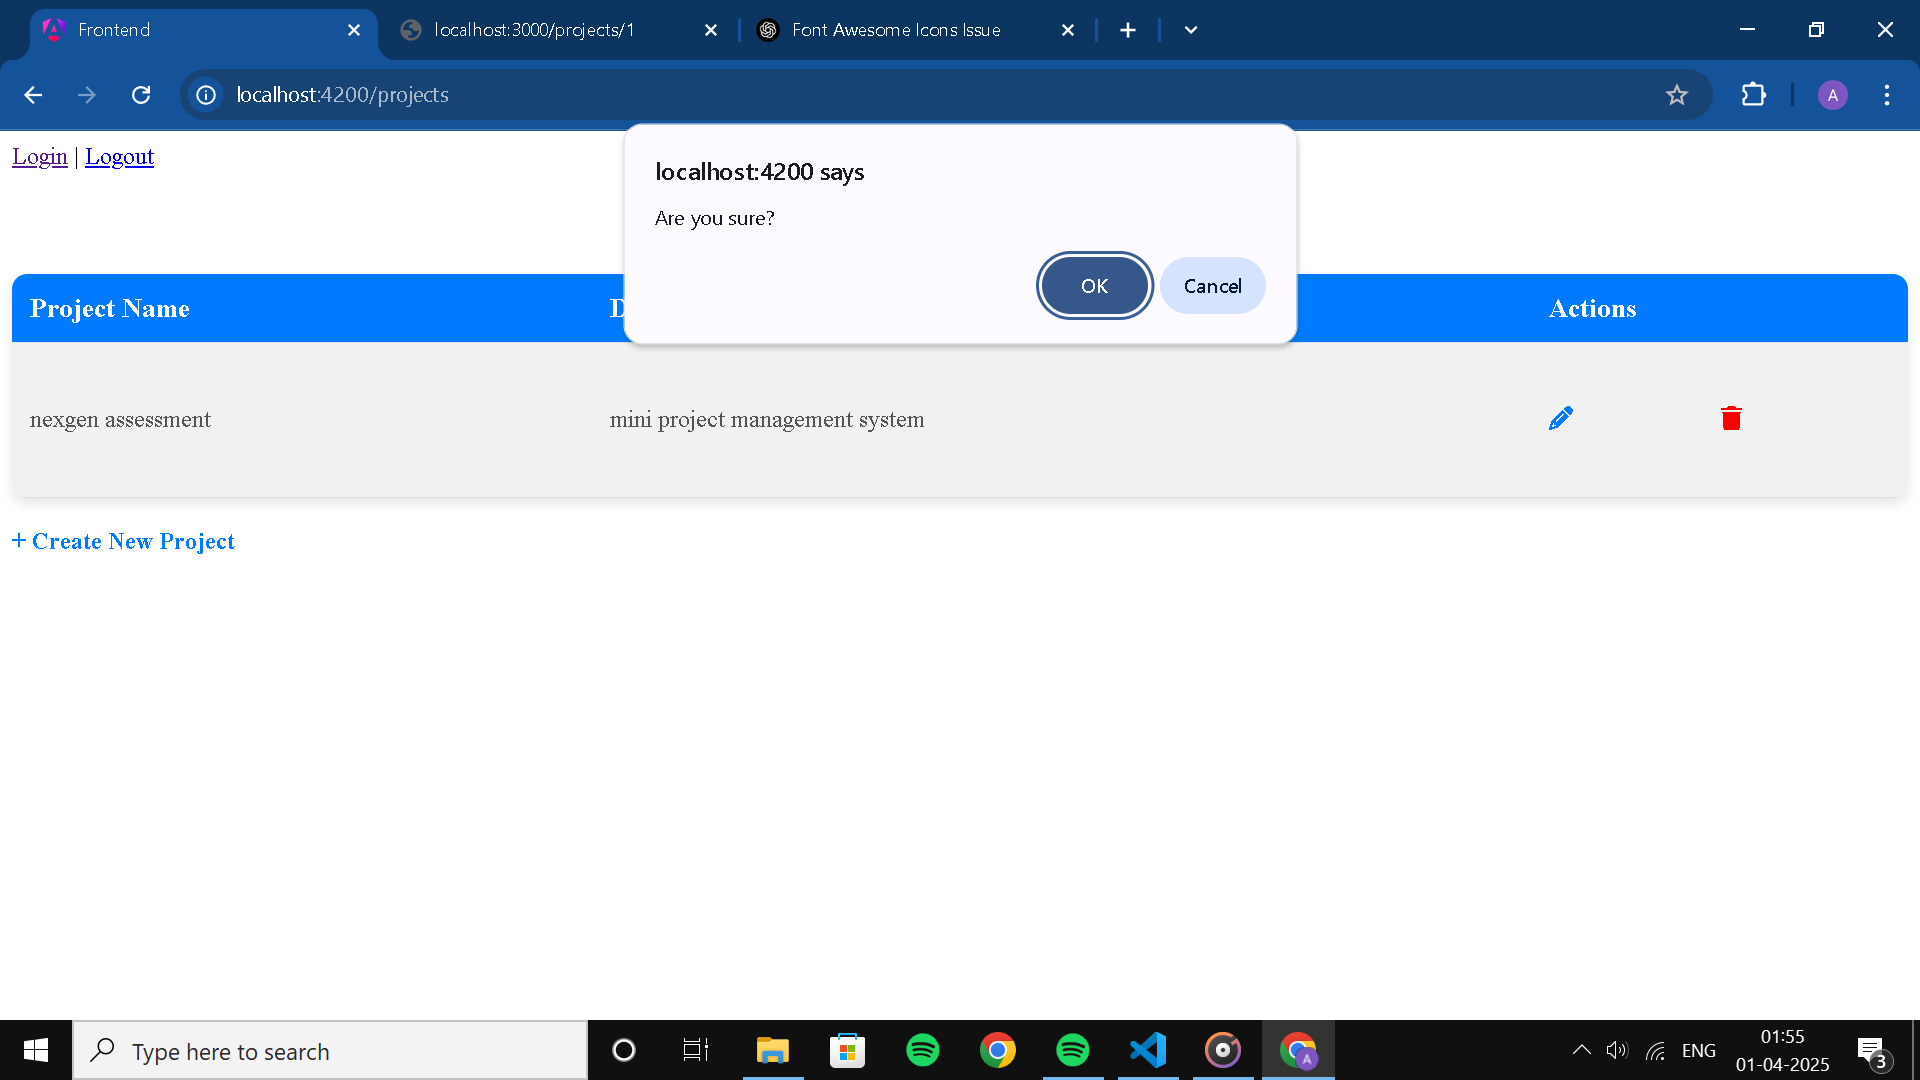 Frontend
localhost:3000/projects/1
Font Awesome Icons Issue
localhost:4200/projects
A
Login | Logout
localhost:4200 says
Are you sure?
OK
Cancel
Project Name
Actions
nexgen assessment
mini project management system
+ Create New Project
Type here to search
A
ENG
01:55
01-04-2025
3